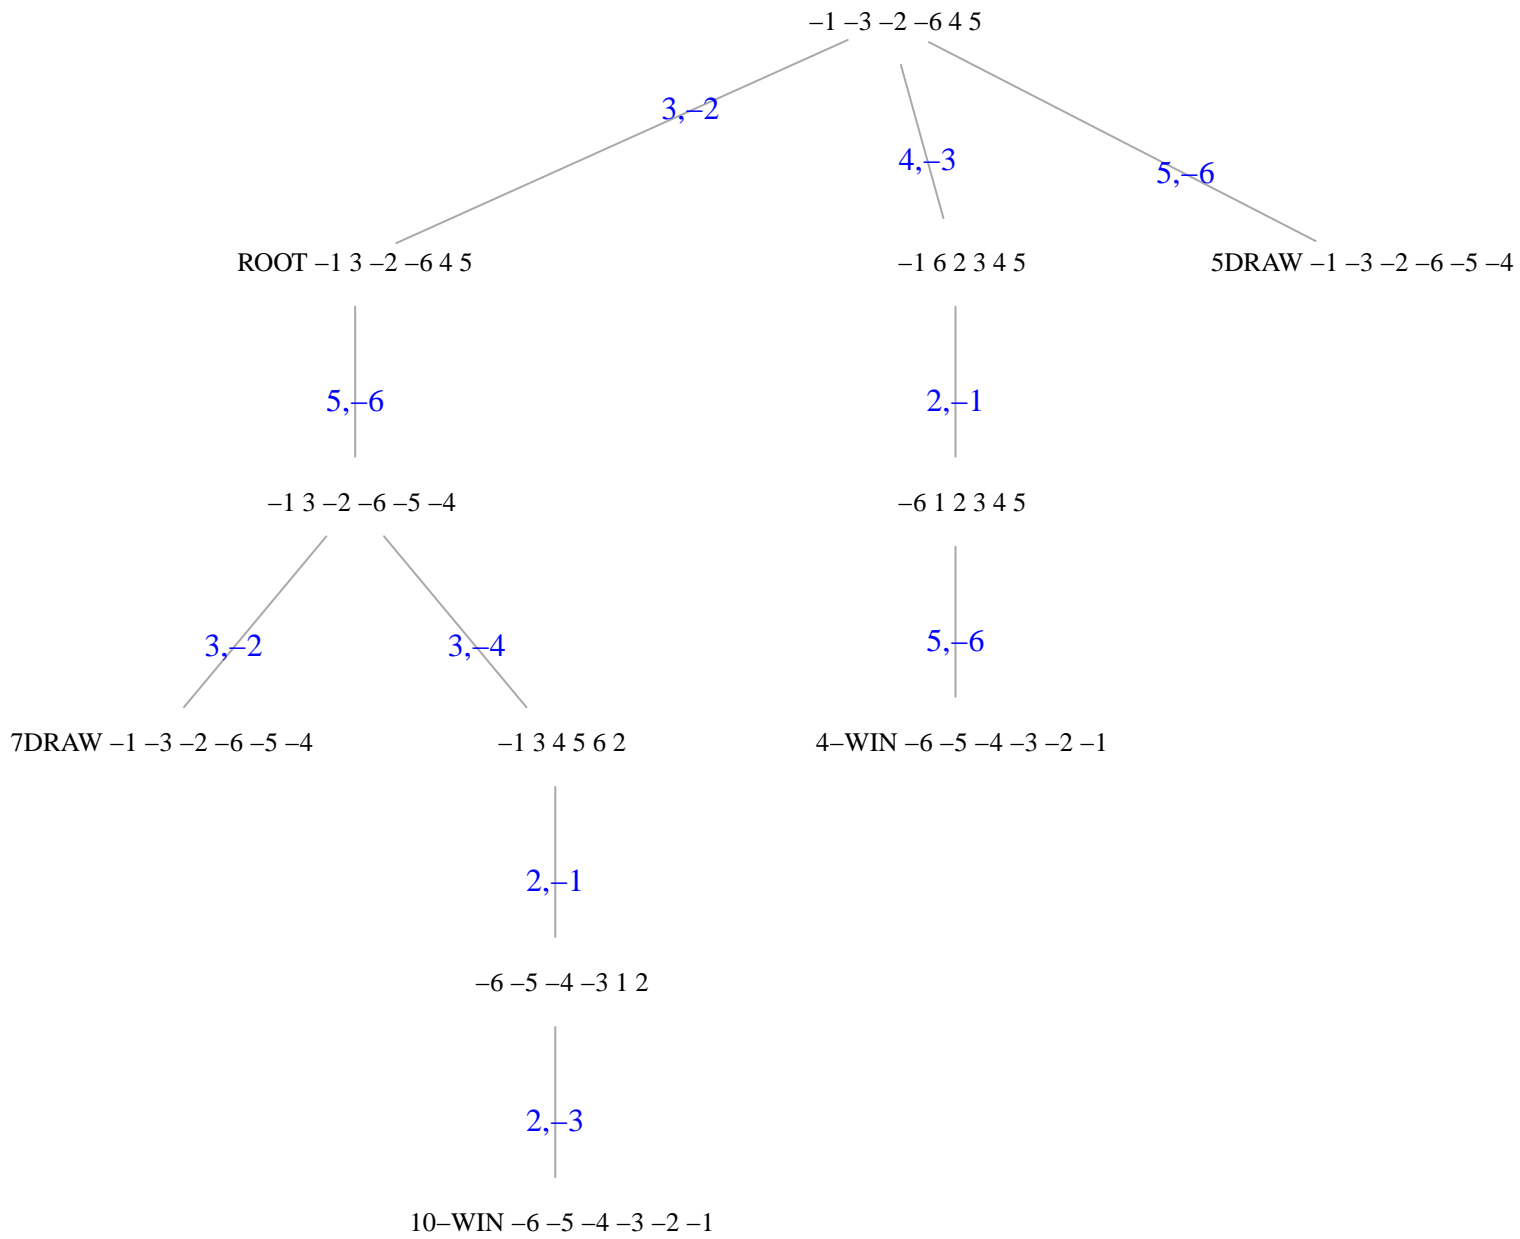 –1 –3 –2 –6 4 5
3,–2
4,–3
5,–6
ROOT –1 3 –2 –6 4 5
–1 6 2 3 4 5
5DRAW –1 –3 –2 –6 –5 –4
5,–6
2,–1
–1 3 –2 –6 –5 –4
–6 1 2 3 4 5
3,–2
3,–4
5,–6
7DRAW –1 –3 –2 –6 –5 –4
–1 3 4 5 6 2
4–WIN –6 –5 –4 –3 –2 –1
2,–1
–6 –5 –4 –3 1 2
2,–3
10–WIN –6 –5 –4 –3 –2 –1